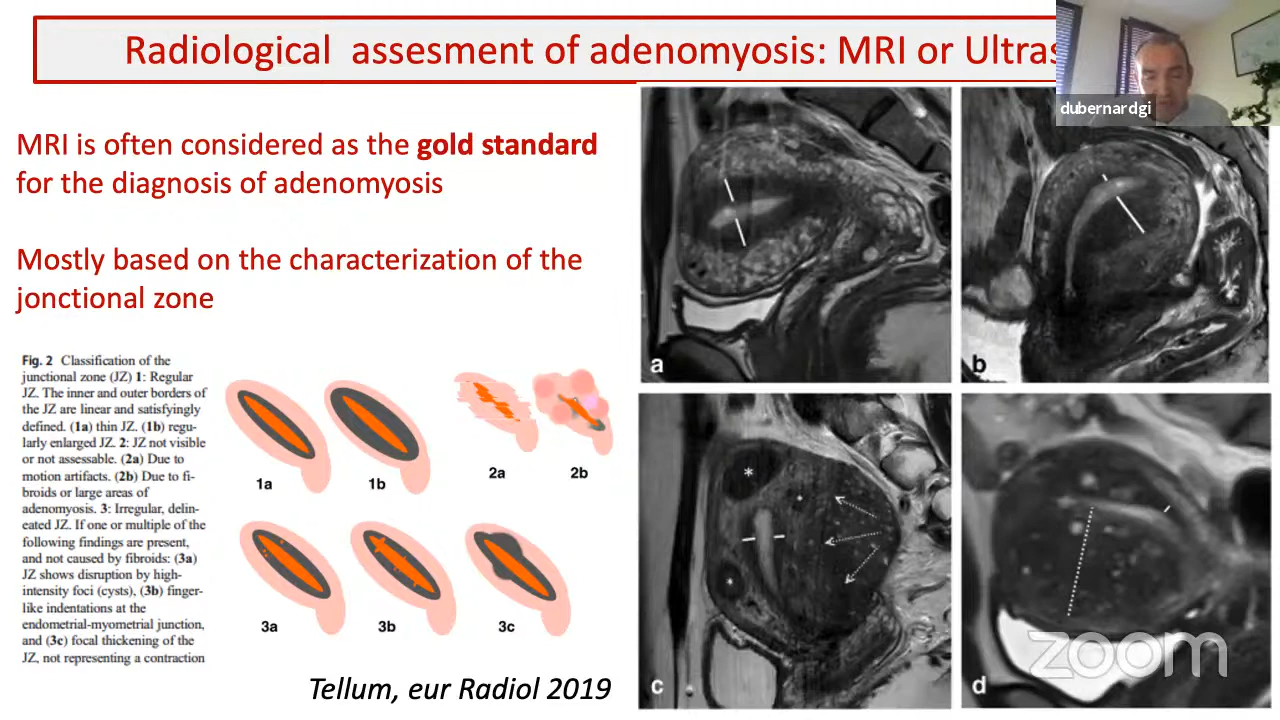 Radiological assesment of adenomyosis: MRI or Ultras
dubernardgi
MRI is often considered as the gold standard
for the diagnosis of adenomyosis
Mostly based on the characterization of the
jonctional zone
Fig. 2 Classification of the
junctional zone (JZ) 1: Regular
JZ. The inner and outer borders of
the JZ are linear and satisfyingly
defined. (1a) thin JZ. (1b) regu-
larly enlarged JZ. 2: JZ not visible
or not assessable. (2a) Due to
motion artifacts. (2b) Due to fi-
broids or large areas of
adenomyosis. 3: Irregular, delin-
eated JZ. If one or multiple of the
following findings are present,
and not caused by fibroids: (3a)
JZ shows disruption by high-
intensity foci (cysts), (3b) finger-
like indentations at the
endometrial-myometrial junction,
and (3c) focal thickening of the
JZ, not representing a contraction
1a
1b
2a
2b
3a
3b
3c
Tellum, eur Radiol 2019
a
b
c
d
zoom